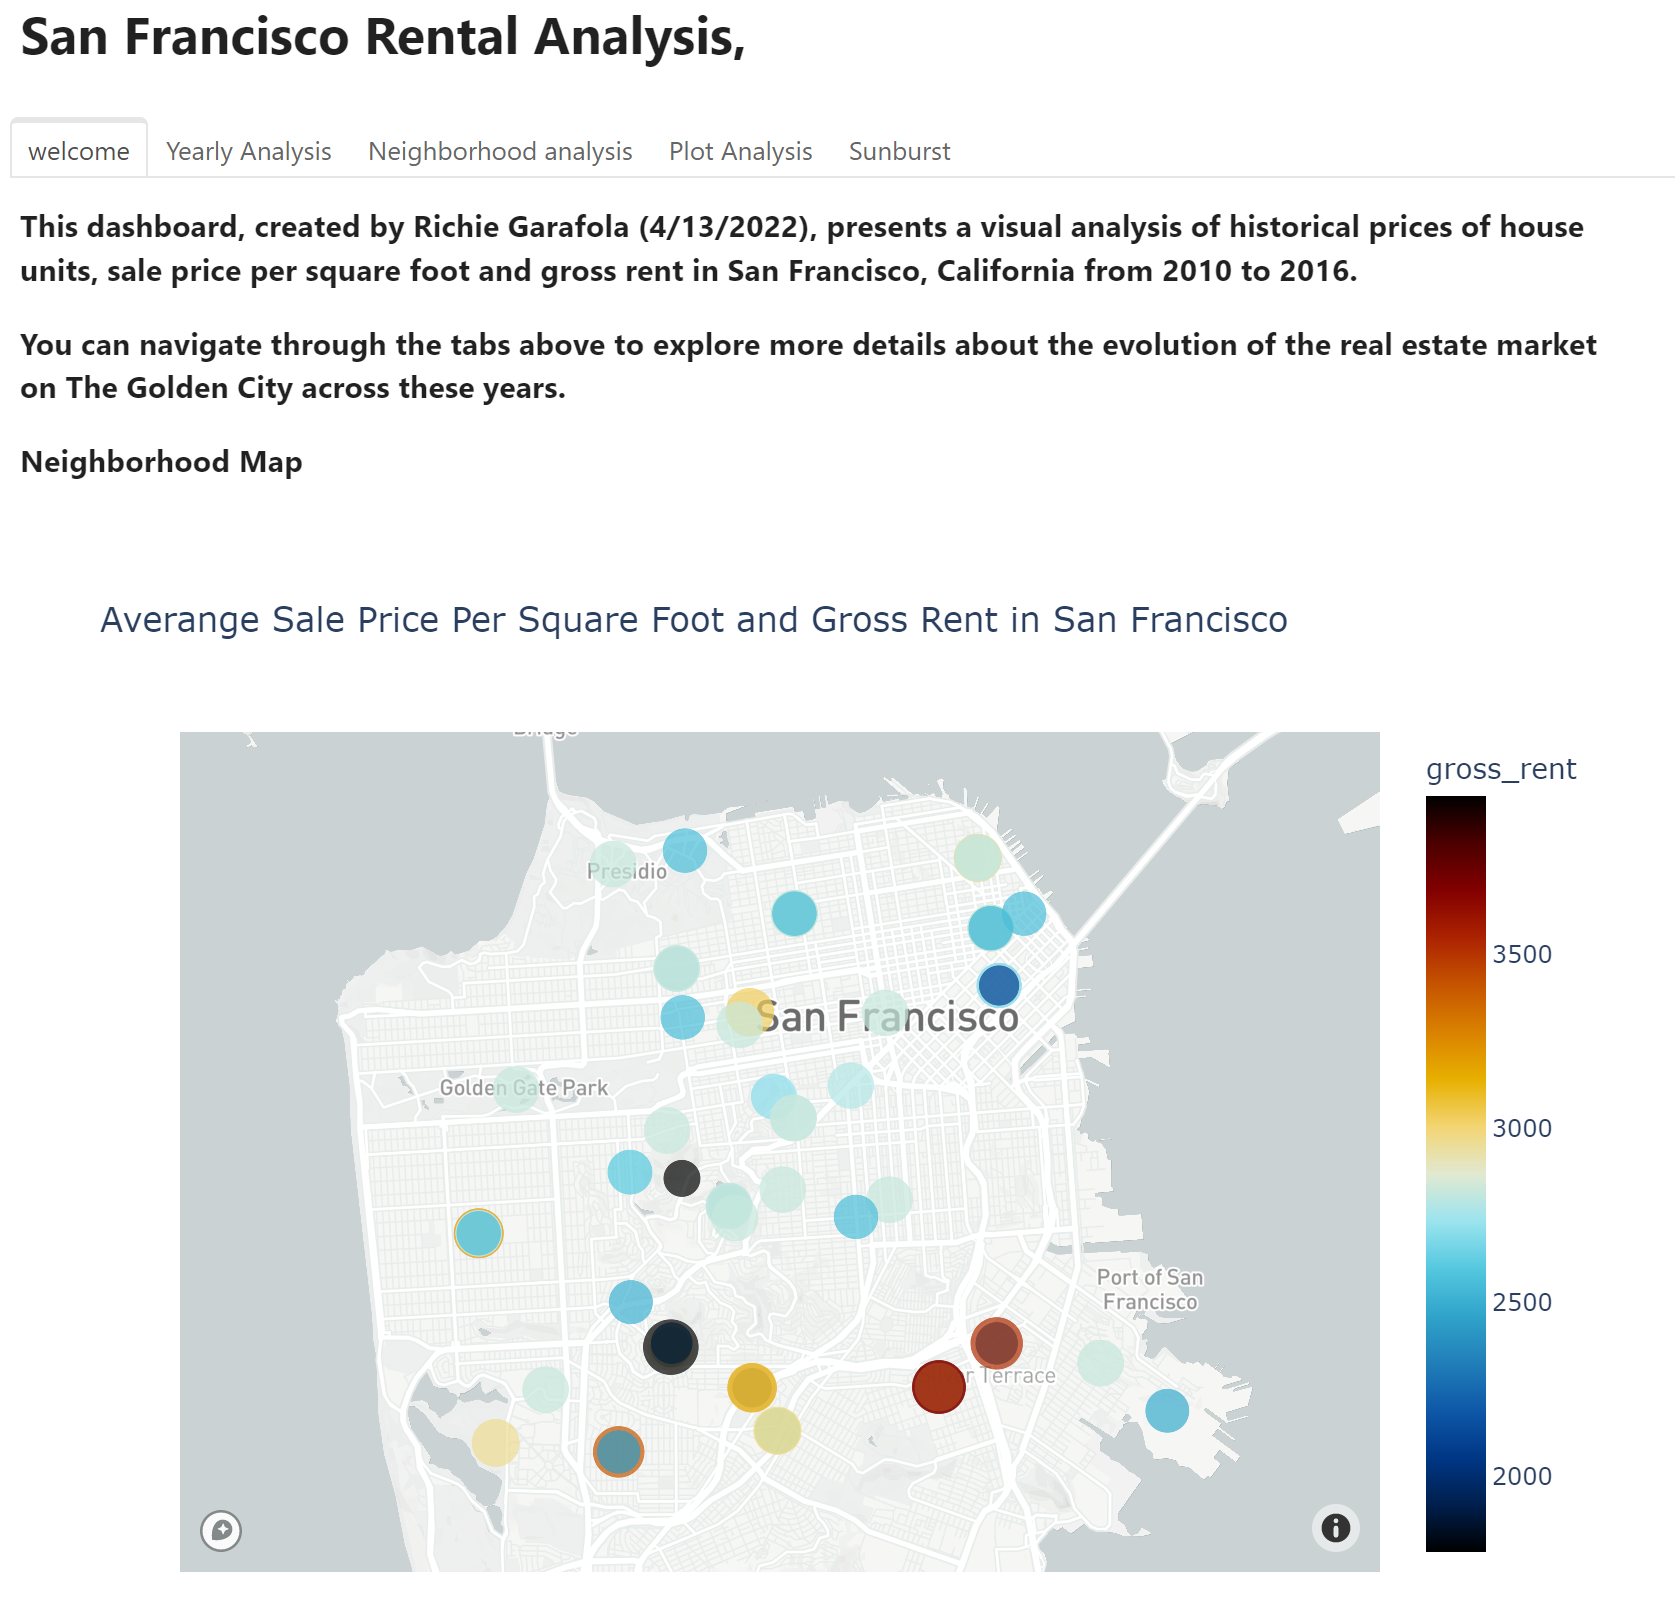 San Francisco Rental Analysis,
welcome Yearly Analysis Neighborhood analysis Plot Analysis Sunburst
This dashboard, created by Richie Garafola (4/13/2022), presents a visual analysis of historical prices of house
units, sale price per square foot and gross rent in San Francisco, California from 2010 to 2016.
You can navigate through the tabs above to explore more details about the evolution of the real estate market
on The Golden City across these years.
Neighborhood Map
Averange Sale Price Per Square Foot and Gross Rent in San Francisco
gross_rent
Presidio
3500
San Francisco
Golden Gate Park
3000
Port of San
Francisco
2500
Terrace
2000